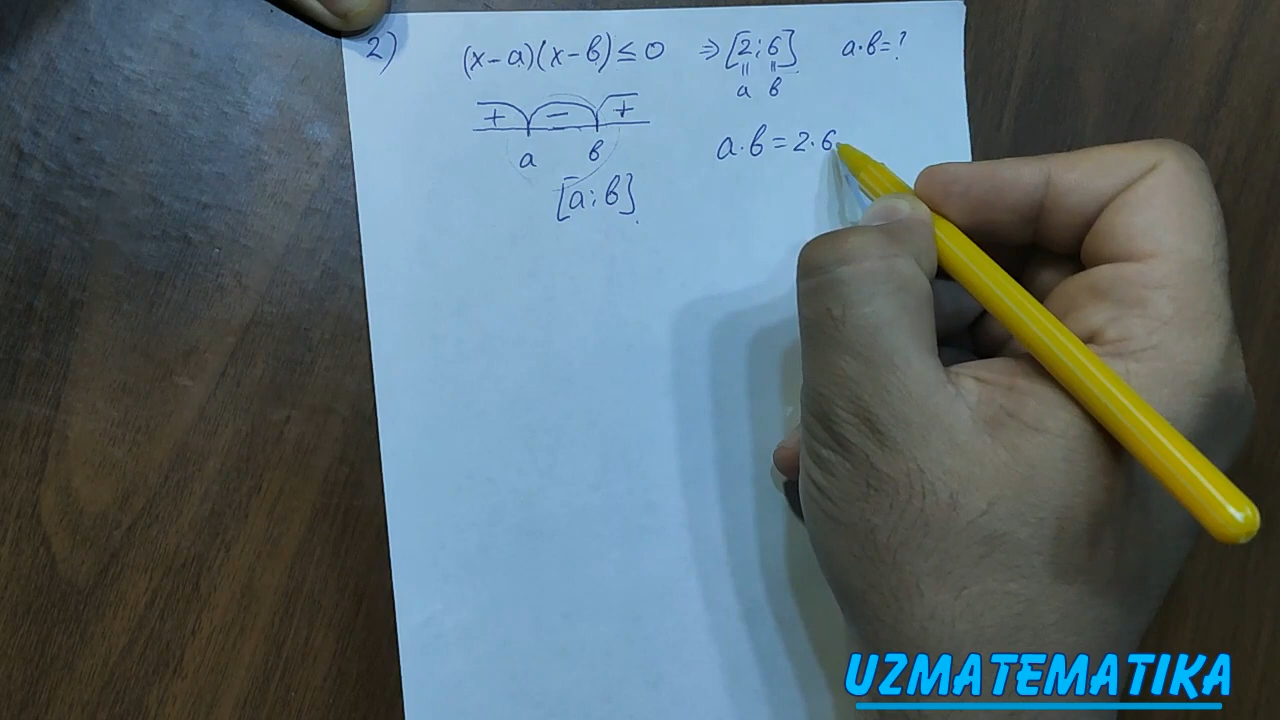 2) (x-a)(x-b)≤0 ⇒[2;6] a·b=?
|| ||
a b
+ - +
a b
a·b=2·6
[a;b]
UZMATEMATIKA